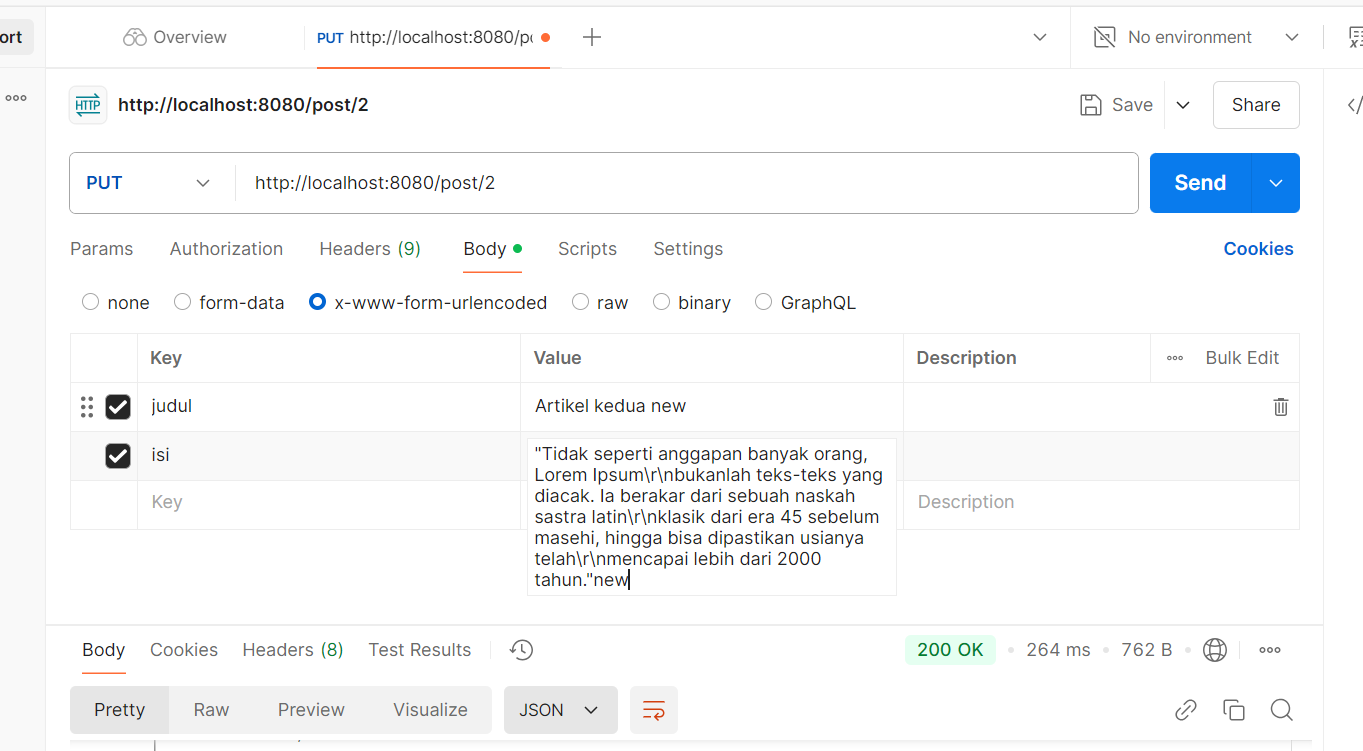 ort
Overview
PUT http://localhost:8080/po
No environment
HTTP
http://localhost:8080/post/2
Save
Share
PUT
http://localhost:8080/post/2
Send
Params
Authorization
Headers (9)
Body
Scripts
Settings
Cookies
none
form-data
x-www-form-urlencoded
raw
binary
GraphQL
Key
Value
Description
Bulk Edit
judul
Artikel kedua new
isi
"Tidak seperti anggapan banyak orang,
Lorem Ipsum\r\nbukanlah teks-teks yang
diacak. Ia berakar dari sebuah naskah
sastra latin\r\nklasik dari era 45 sebelum
masehi, hingga bisa dipastikan usianya
telah\r\nmencapai lebih dari 2000
tahun."new
Key
Description
Body
Cookies
Headers (8)
Test Results
200 OK
264 ms
762 B
Pretty
Raw
Preview
Visualize
JSON